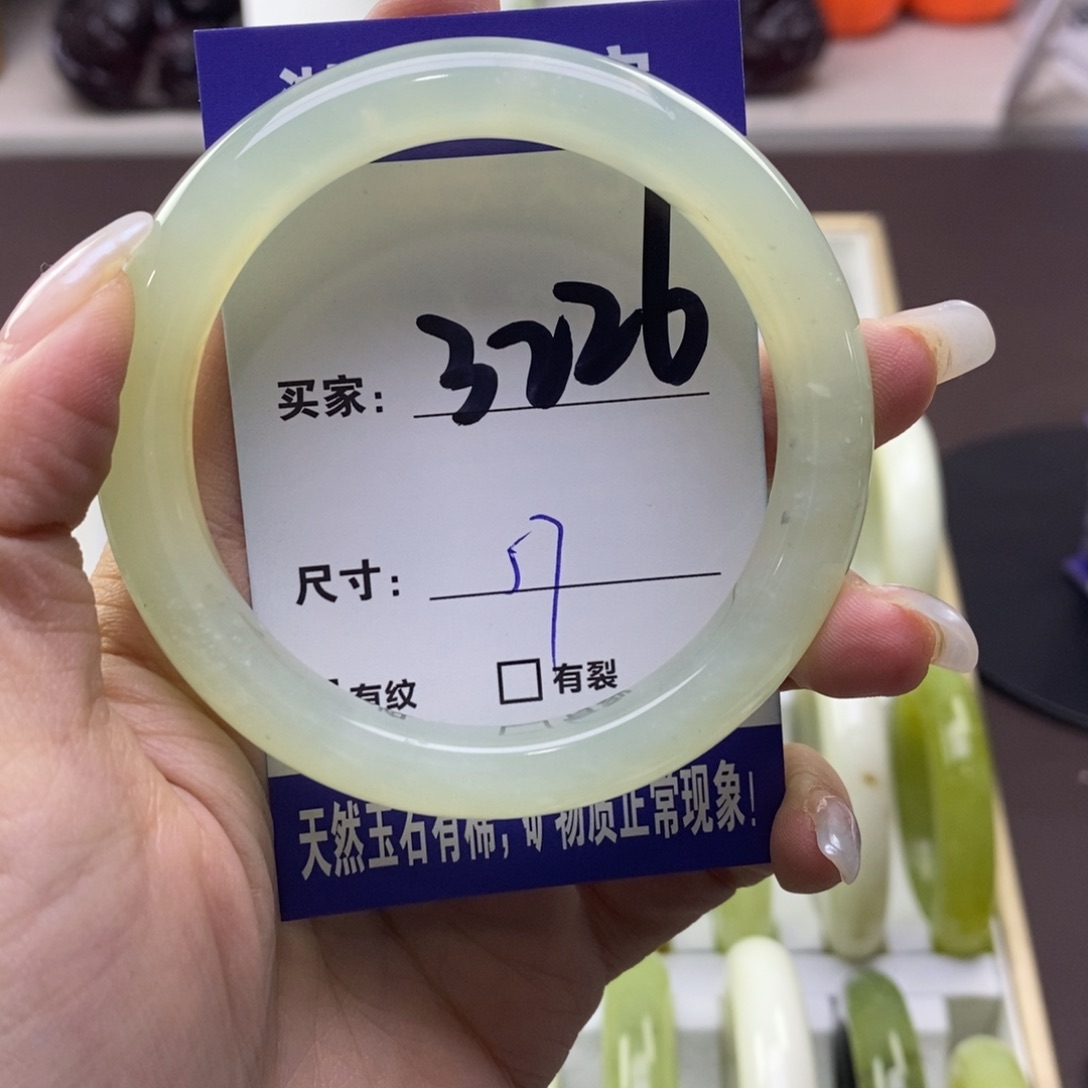 买家：3726
尺寸：57
有纹 □有裂
天然玉石有棉，矿物质正常现象！